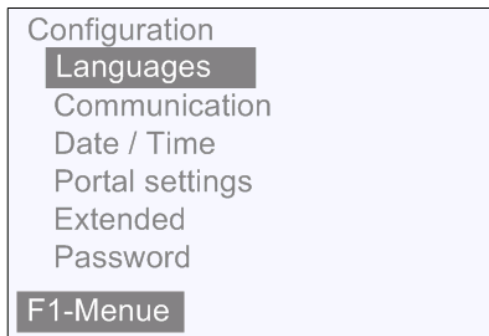 Configuration
Languages
Communication
Date / Time
Portal settings
Extended
Password
F1-Menue